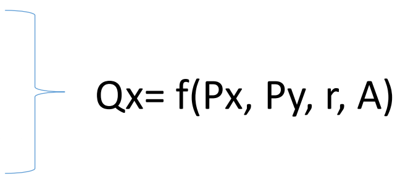 Qx= f(Px, Py, r, A)